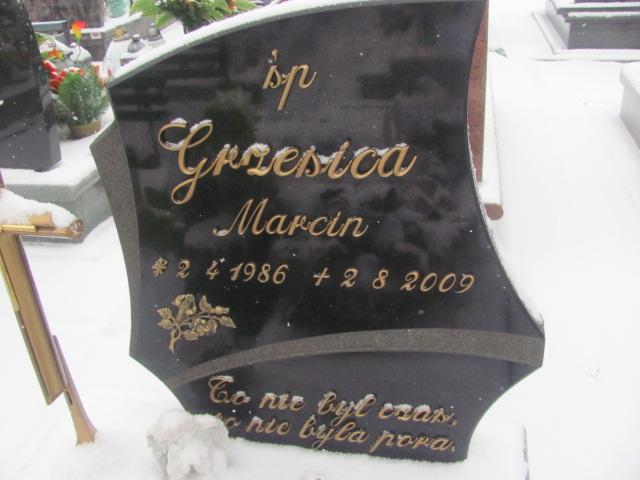 śp
Grzesica
Marcin
* 2 4 1986 + 2 8 2009
To nie był czas,
to nie była pora.